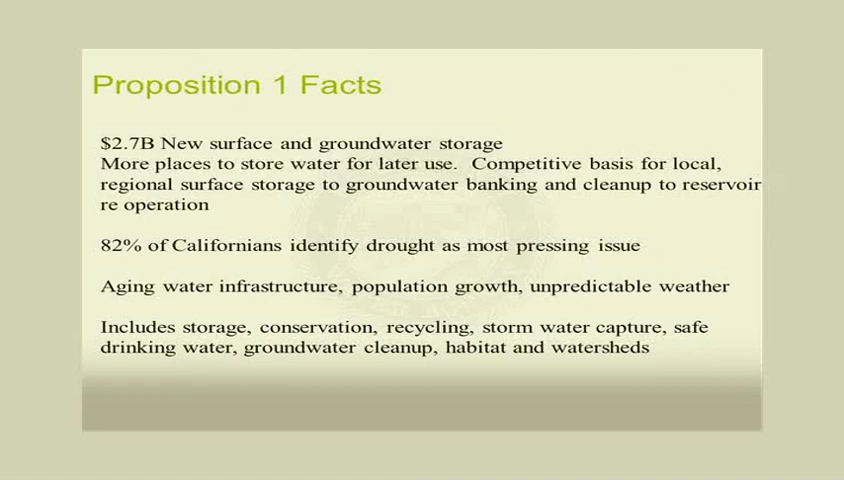 Proposition 1 Facts
$2.7B New surface and groundwater storage
More places to store water for later use.  Competitive basis for local,
regional surface storage to groundwater banking and cleanup to reservoir
re operation
82% of Californians identify drought as most pressing issue
Aging water infrastructure, population growth, unpredictable weather
Includes storage, conservation, recycling, storm water capture, safe
drinking water, groundwater cleanup, habitat and watersheds